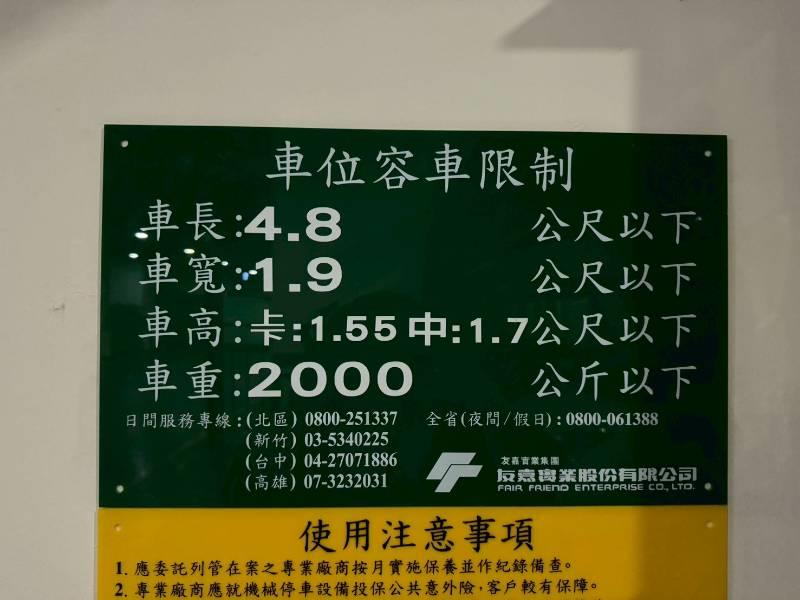 車位容車限制
車長:4.8 公尺以下
車寬:1.9 公尺以下
車高:卡:1.55 中:1.7公尺以下
車重:2000 公斤以下
日間服務專線:(北區) 0800-251337 全省(夜間/假日):0800-061388
(新竹) 03-5340225
(台中) 04-27071886
(高雄) 07-3232031
友嘉實業集團
友嘉實業股份有限公司
FAIR FRIEND ENTERPRISE CO., LTD.
使用注意事項
1. 應委託列管在案之專業廠商按月實施保養並作紀錄備查。
2. 專業廠商應就機械停車設備投保公共意外險,客戶較有保障。